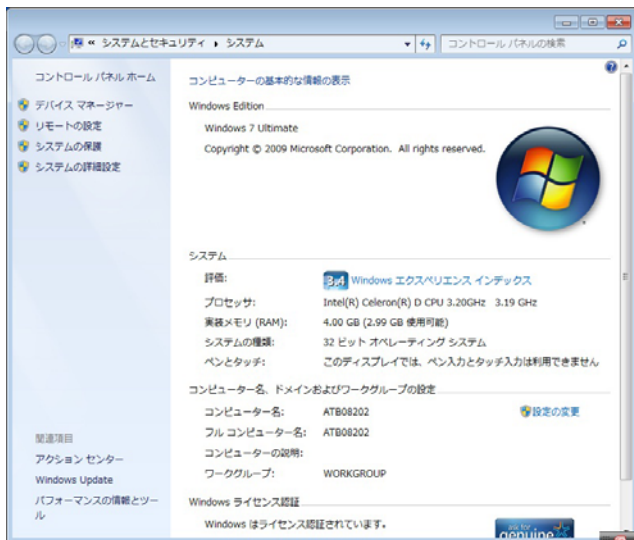 « システムとセキュリティ ▸ システム
コントロール パネルの検索
コントロール パネル ホーム
デバイス マネージャー
リモートの設定
システムの保護
システムの詳細設定
コンピューターの基本的な情報の表示
Windows Edition
Windows 7 Ultimate
Copyright © 2009 Microsoft Corporation. All rights reserved.
システム
評価: 3.4 Windows エクスペリエンス インデックス
プロセッサ: Intel(R) Celeron(R) D CPU 3.20GHz 3.19 GHz
実装メモリ (RAM): 4.00 GB (2.99 GB 使用可能)
システムの種類: 32 ビット オペレーティング システム
ペンとタッチ: このディスプレイでは、ペン入力とタッチ入力は利用できません
コンピューター名、ドメインおよびワークグループの設定
コンピューター名: ATB08202 設定の変更
フル コンピューター名: ATB08202
コンピューターの説明:
ワークグループ: WORKGROUP
Windows ライセンス認証
Windows はライセンス認証されています。
genuine
関連項目
アクション センター
Windows Update
パフォーマンスの情報とツー
ル